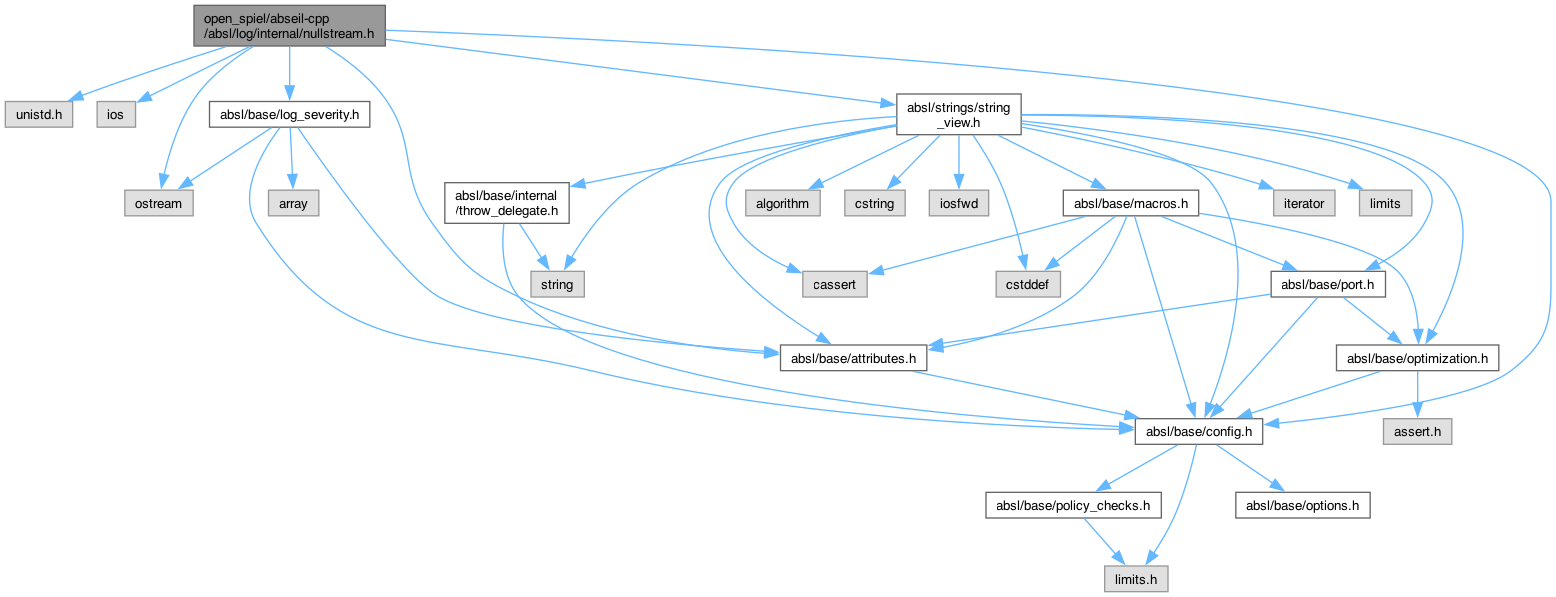 open_spiel/abseil-cpp
/absl/log/internal/nullstream.h
unistd.h
ios
absl/base/log_severity.h
absl/strings/string
_view.h
ostream
array
absl/base/internal
/throw_delegate.h
algorithm
cstring
iosfwd
absl/base/macros.h
iterator
limits
string
cassert
cstddef
absl/base/port.h
absl/base/attributes.h
absl/base/optimization.h
absl/base/config.h
assert.h
absl/base/policy_checks.h
absl/base/options.h
limits.h